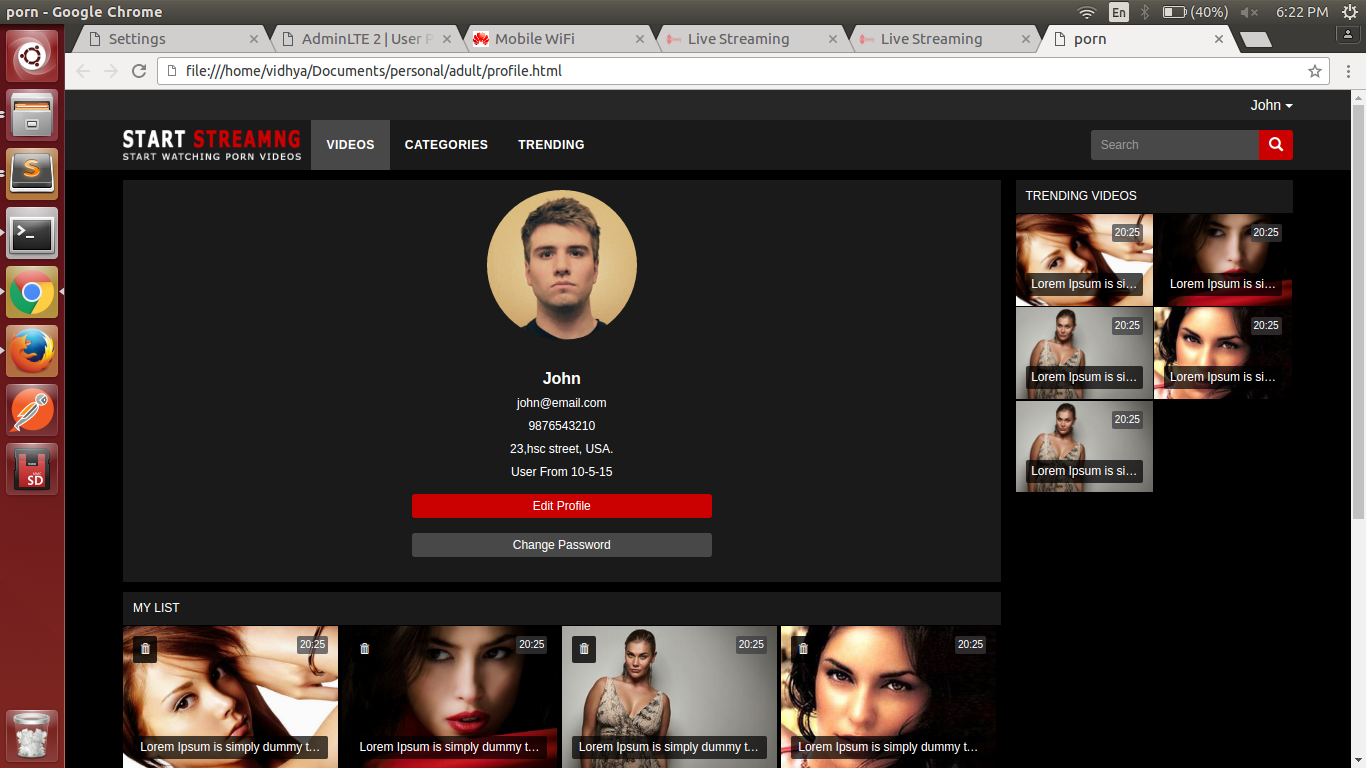 porn - Google Chrome
En
(40%)
6:22 PM
Settings
AdminLTE 2 | User P
Mobile WiFi
Live Streaming
Live Streaming
porn
file:///home/vidhya/Documents/personal/adult/profile.html
John
START STREAMNG
START WATCHING PORN VIDEOS
VIDEOS
CATEGORIES
TRENDING
Search
John
john@email.com
9876543210
23,hsc street, USA.
User From 10-5-15
Edit Profile
Change Password
TRENDING VIDEOS
20:25
20:25
Lorem Ipsum is si...
Lorem Ipsum is si...
20:25
20:25
Lorem Ipsum is si...
Lorem Ipsum is si...
20:25
Lorem Ipsum is si...
MY LIST
20:25
20:25
20:25
20:25
Lorem Ipsum is simply dummy t...
Lorem Ipsum is simply dummy t...
Lorem Ipsum is simply dummy t...
Lorem Ipsum is simply dummy t...
S
>_
SD